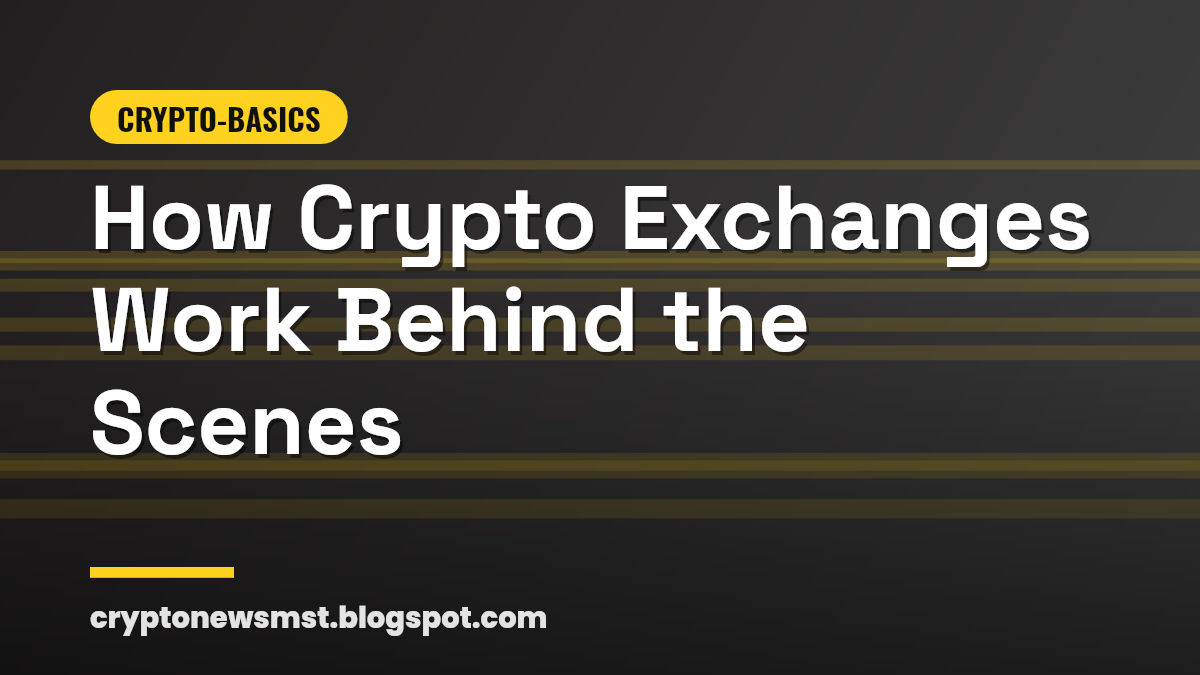 CRYPTO-BASICS
How Crypto Exchanges
Work Behind the
Scenes
cryptonewsmst.blogspot.com